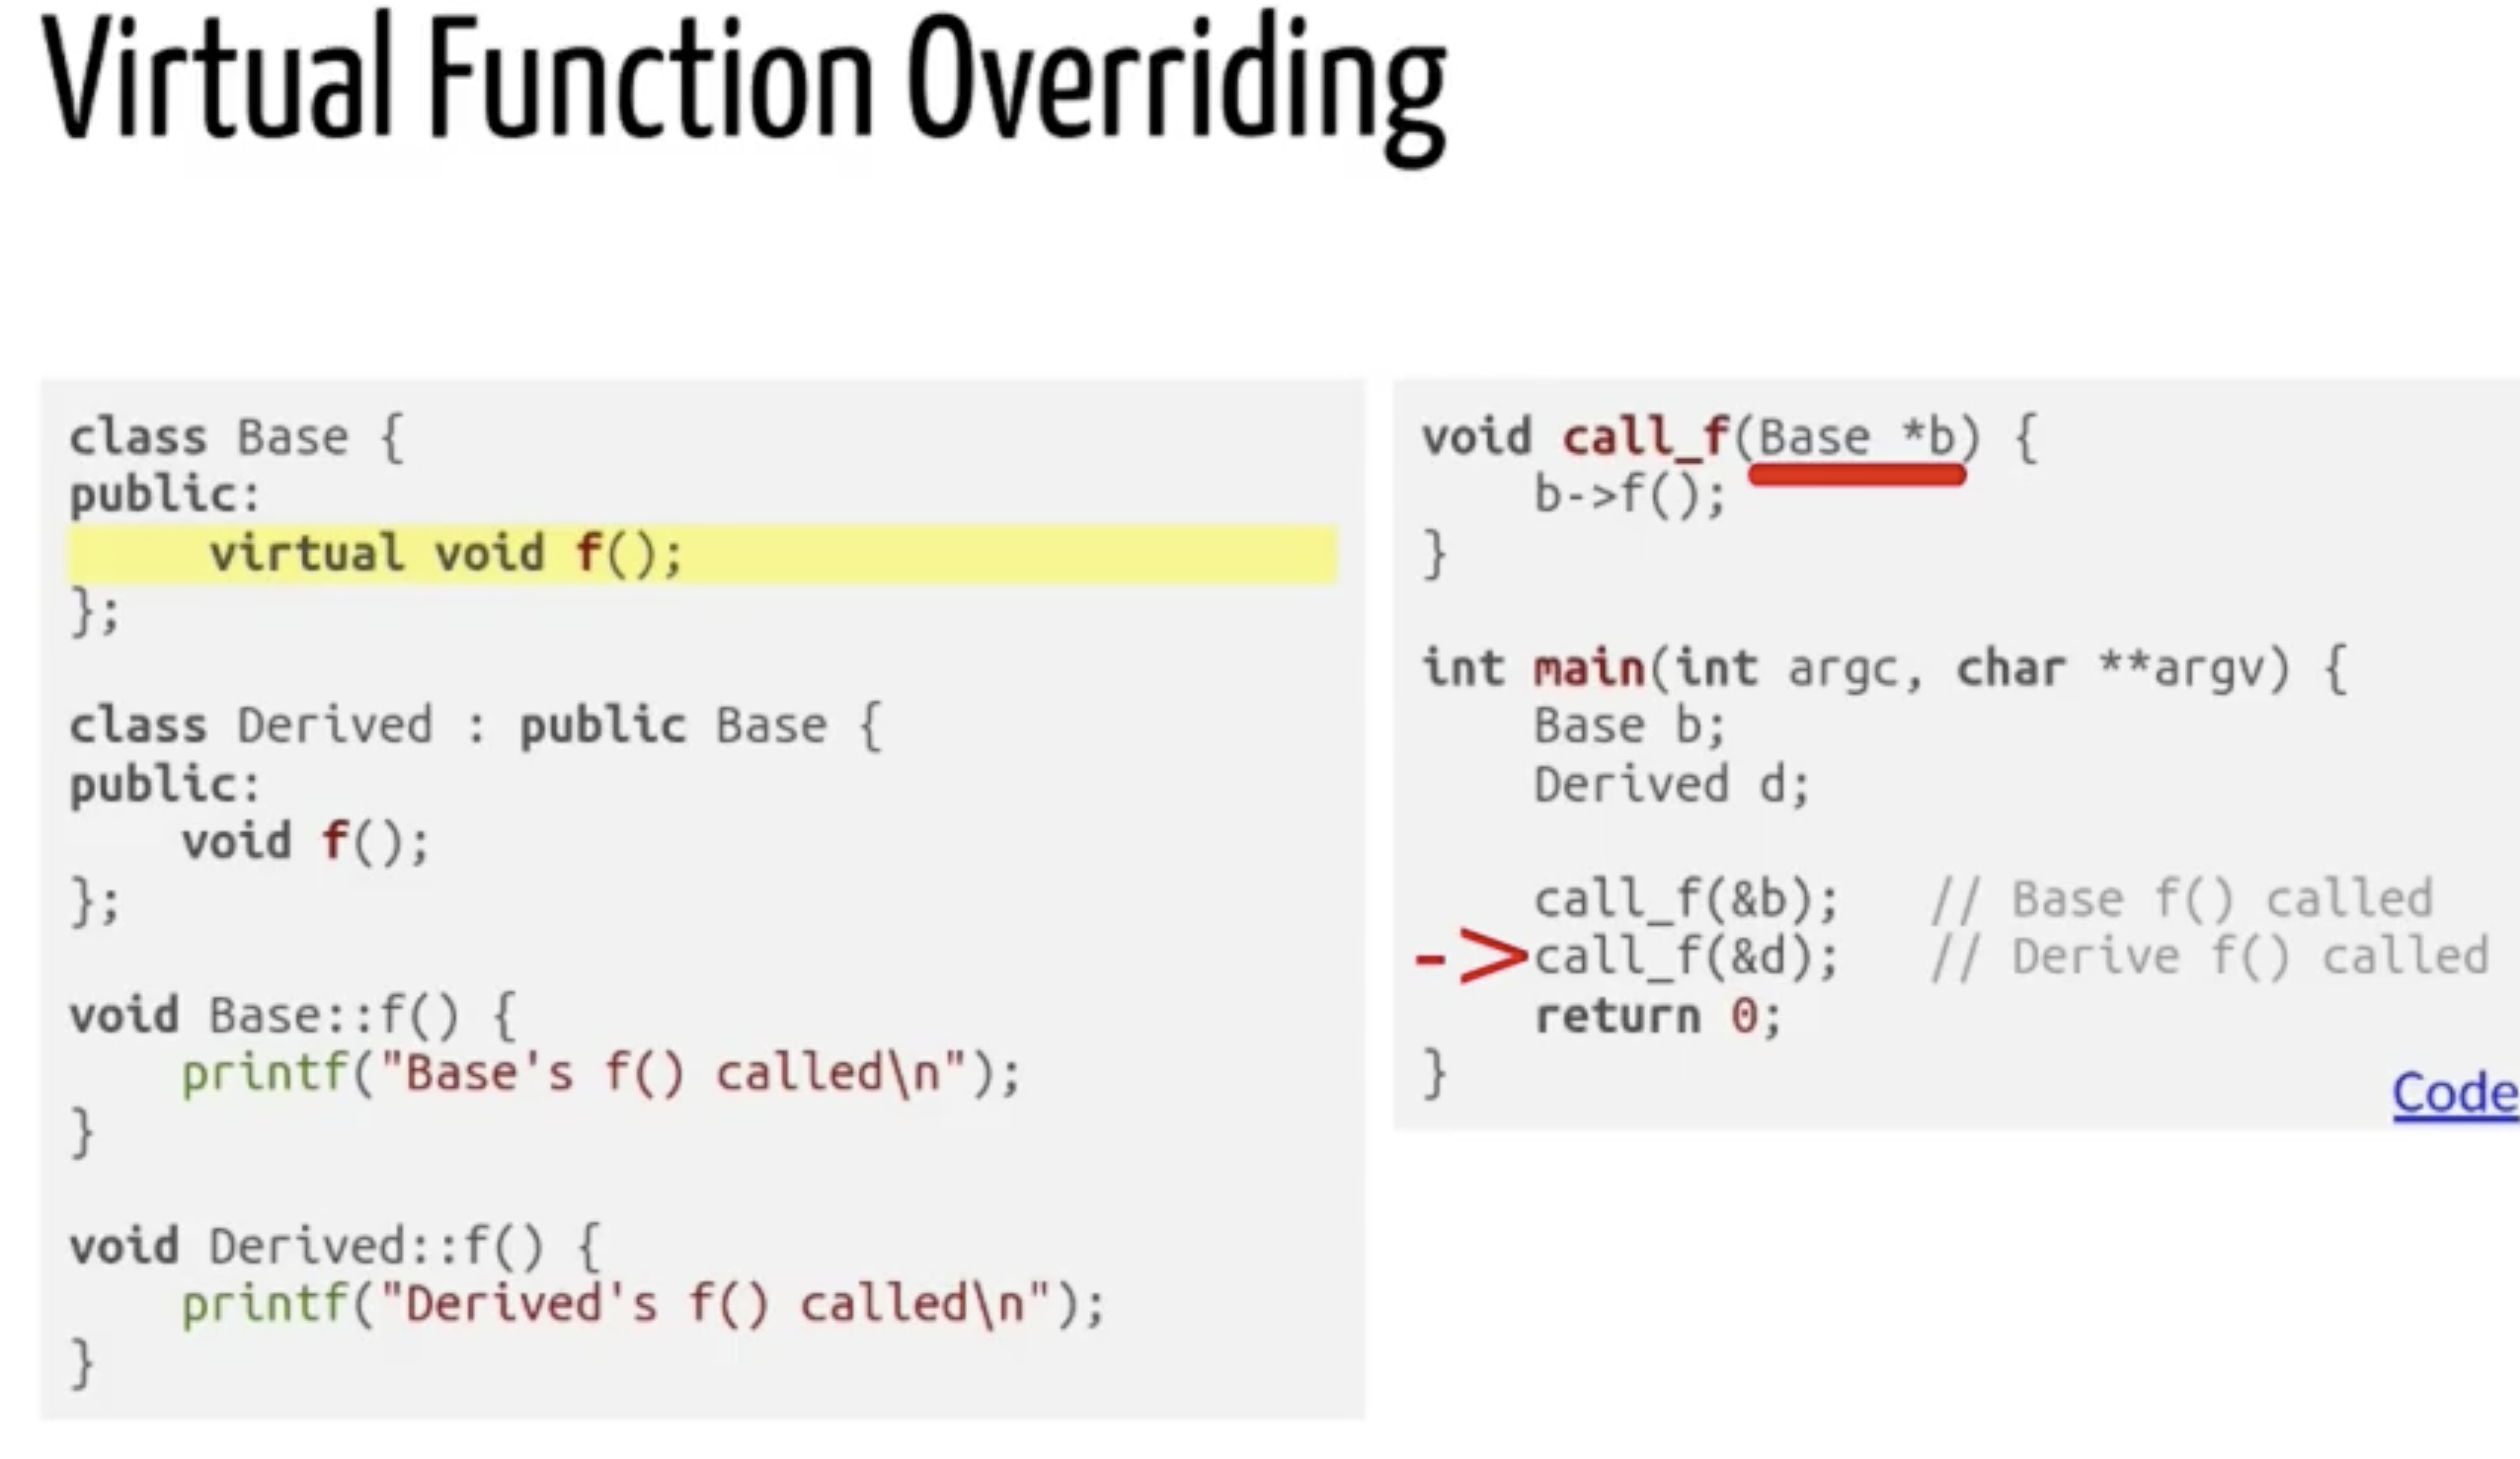 Virtual Function Overriding
class Base {
public:
virtual void f();
};
class Derived : public Base {
public:
void f();
};
void Base::f() {
printf("Base's f() called\n");
}
void Derived::f() {
printf("Derived's f() called\n");
}
void call_f(Base *b) {
b->f();
}
int main(int argc, char **argv) {
Base b;
Derived d;
call_f(&b); // Base f() called
->call_f(&d); // Derive f() called
return 0;
}
Code